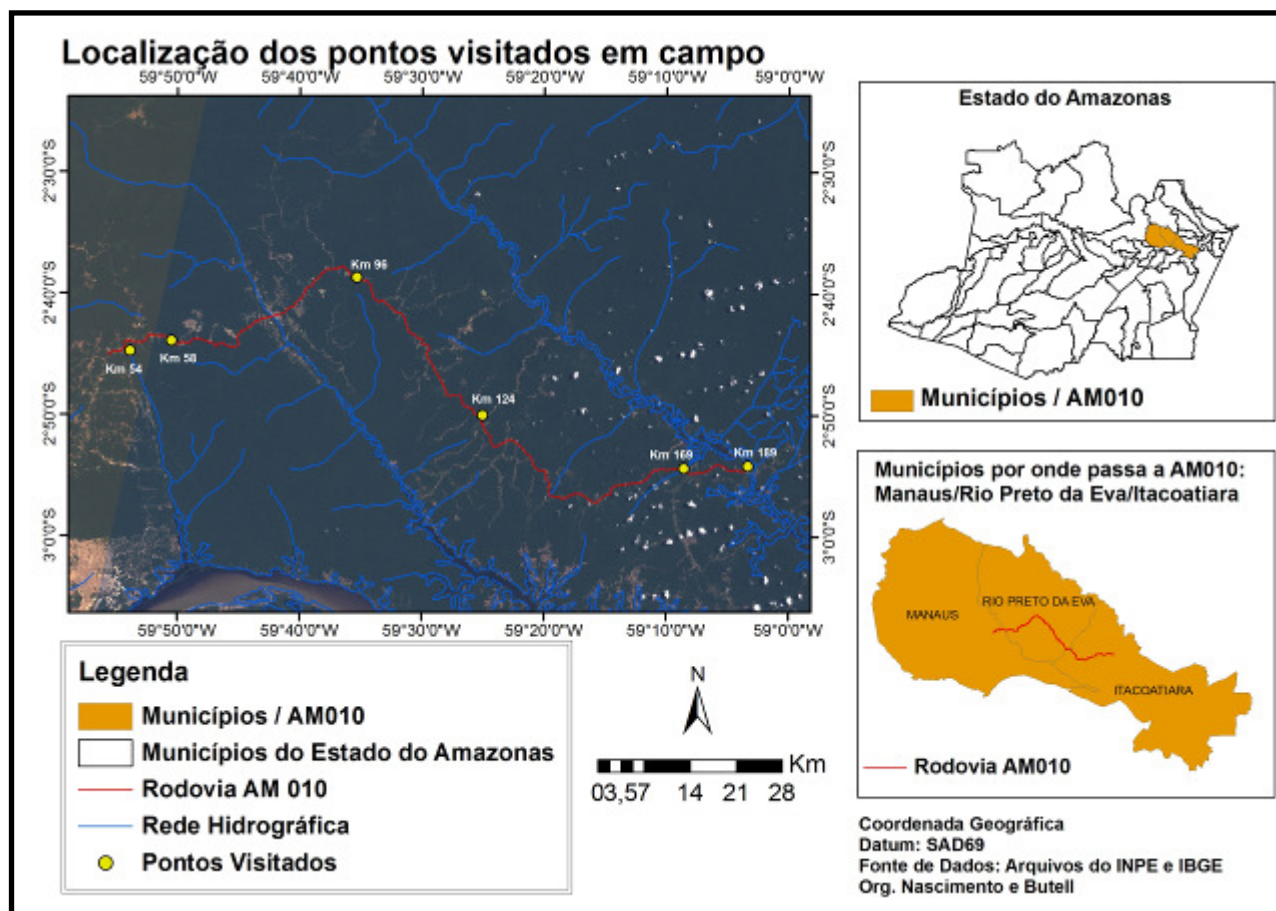 Localização dos pontos visitados em campo
59°50'0"W 59°40'0"W 59°30'0"W 59°20'0"W 59°10'0"W 59°0'0"W
2°30'0"S
2°40'0"S
2°50'0"S
3°0'0"S
2°30'0"S
2°40'0"S
2°50'0"S
3°0'0"S
Km 96
Km 54
Km 58
Km 124
Km 169
Km 189
59°50'0"W 59°40'0"W 59°30'0"W 59°20'0"W 59°10'0"W 59°0'0"W
Legenda
Municípios / AM010
Municípios do Estado do Amazonas
Rodovia AM 010
Rede Hidrográfica
Pontos Visitados
N
Km
03,57 14 21 28
Estado do Amazonas
Municípios / AM010
Municípios por onde passa a AM010:
Manaus/Rio Preto da Eva/Itacoatiara
MANAUS
RIO PRETO DA EVA
ITACOATIARA
Rodovia AM010
Coordenada Geográfica
Datum: SAD69
Fonte de Dados: Arquivos do INPE e IBGE
Org. Nascimento e Butell